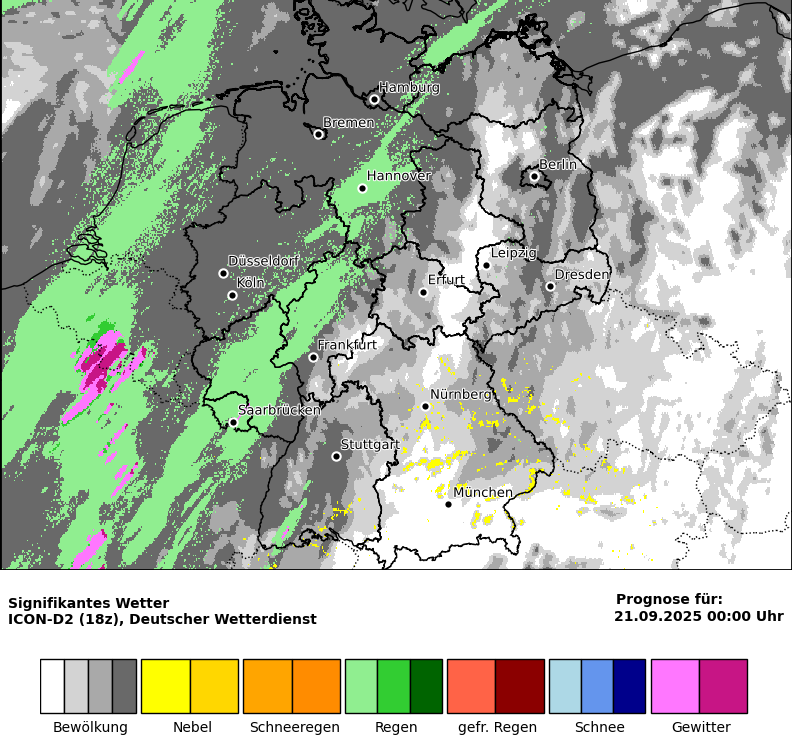 Hamburg
Bremen
Berlin
Hannover
Leipzig
Düsseldorf
Dresden
Köln
Erfurt
Frankfurt
Nürnberg
Saarbrücken
Stuttgart
München
Signifikantes Wetter
ICON-D2 (18z), Deutscher Wetterdienst
Prognose für:
21.09.2025 00:00 Uhr
Bewölkung Nebel Schneeregen Regen gefr. Regen Schnee Gewitter